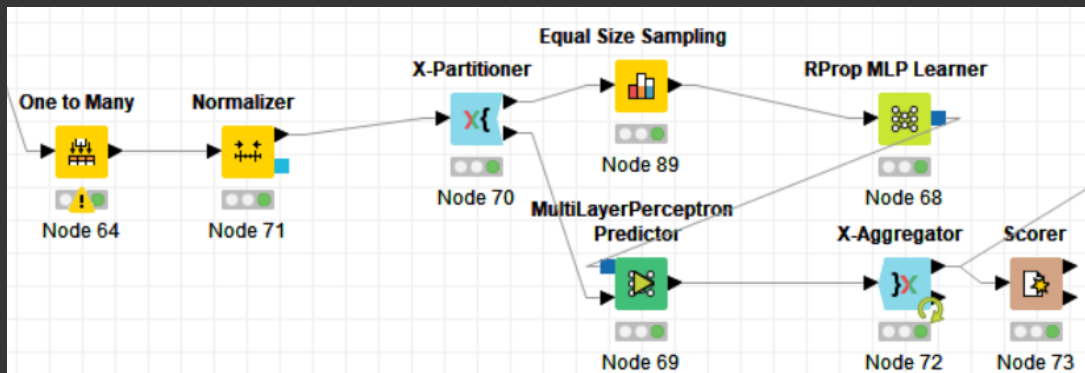 Equal Size Sampling
X-Partitioner
RProp MLP Learner
One to Many
Normalizer
X{
Node 89
Node 70
Node 68
Node 64
Node 71
MultiLayerPerceptron
Predictor
X-Aggregator
Scorer
}X
Node 69
Node 72
Node 73